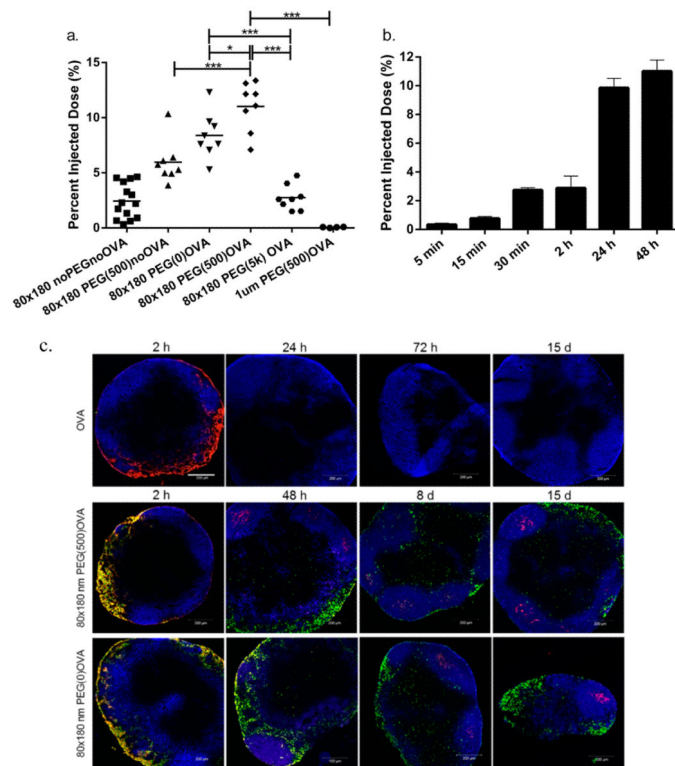 a.
***
***
*
***
***
Percent Injected Dose (%)
15
10
5
0
80x180 noPEGnoOVA
80x180 PEG(500)noOVA
80x180 PEG(0)OVA
80x180 PEG(500)OVA
80x180 PEG(5k) OVA
1um PEG(500)OVA
b.
Percent Injected Dose (%)
12
10
8
6
4
2
0
5 min
15 min
30 min
2 h
24 h
48 h
c.
2 h
24 h
72 h
15 d
OVA
2 h
48 h
8 d
15 d
80x180 nm PEG(500)OVA
80x180 nm PEG(0)OVA